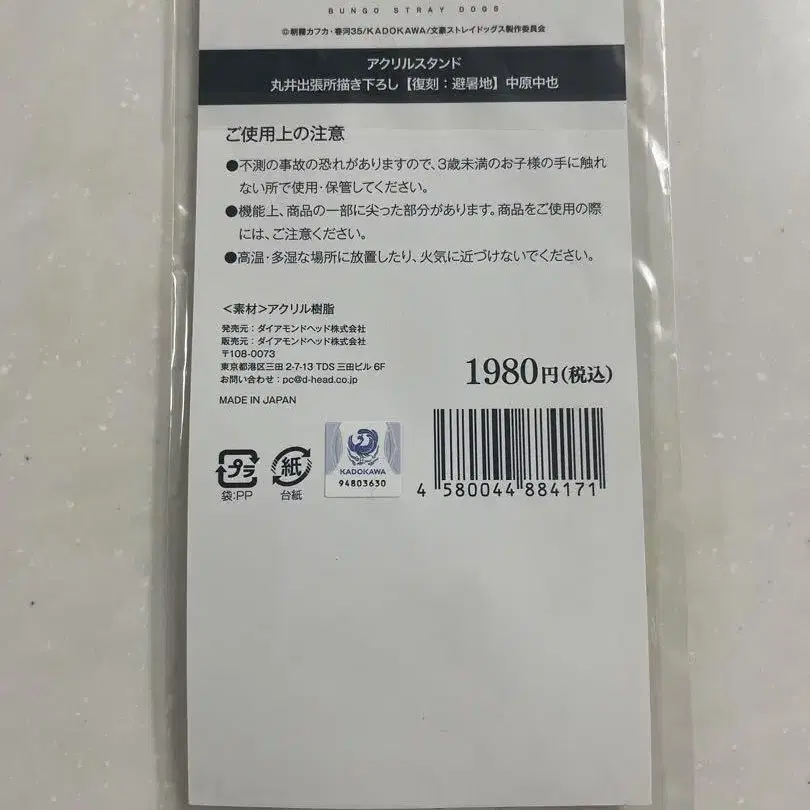 BUNGO STRAY DOGS
©朝霧カフカ・春河35/KADOKAWA/文豪ストレイドッグス製作委員会
アクリルスタンド
丸井出張所描き下ろし【復刻：避暑地】中原中也
ご使用上の注意
●不測の事故の恐れがありますので、3歳未満のお子様の手に触れ
ない所で使用・保管してください。
●機能上、商品の一部に尖った部分があります。商品をご使用の際
には、ご注意ください。
●高温・多湿な場所に放置したり、火気に近づけないでください。
＜素材＞アクリル樹脂
発売元：ダイアモンドヘッド株式会社
販売元：ダイアモンドヘッド株式会社
〒108-0073
東京都港区三田 2-7-13 TDS 三田ビル 6F
お問い合わせ：pc@d-head.co.jp
MADE IN JAPAN
1980円(税込)
プラ
袋:PP
紙
台紙
KADOKAWA
94803630
4 580044 884171